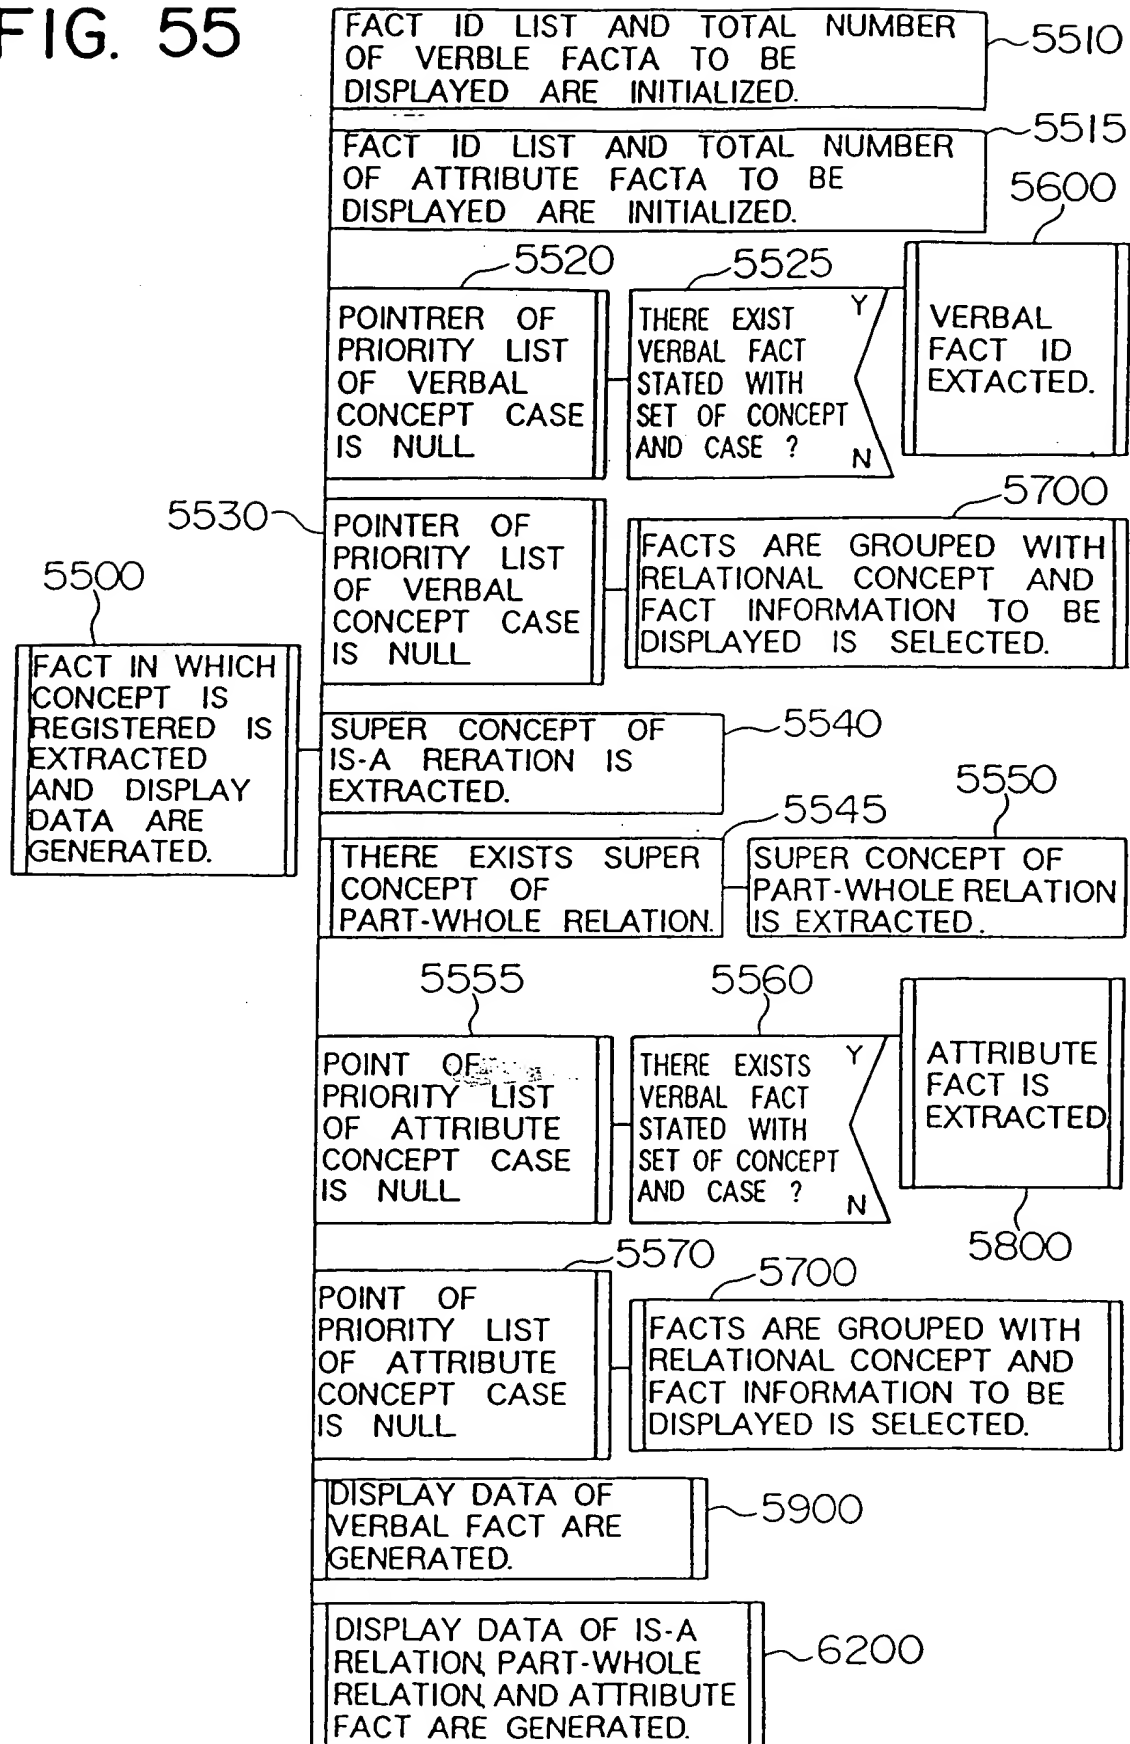 FIG. 55
FACT ID LIST AND TOTAL NUMBER
OF VERBLE FACTA TO BE
DISPLAYED ARE INITIALIZED.
5510
FACT ID LIST AND TOTAL NUMBER
OF ATTRIBUTE FACTA TO BE
DISPLAYED ARE INITIALIZED.
5515
5600
5520
5525
POINTRER OF
PRIORITY LIST
OF VERBAL
CONCEPT CASE
IS NULL
THERE EXIST
VERBAL FACT
STATED WITH
SET OF CONCEPT
AND CASE ?
Y
N
VERBAL
FACT ID
EXTACTED.
5530
5700
POINTER OF
PRIORITY LIST
OF VERBAL
CONCEPT CASE
IS NULL
FACTS ARE GROUPED WITH
RELATIONAL CONCEPT AND
FACT INFORMATION TO BE
DISPLAYED IS SELECTED.
5500
FACT IN WHICH
CONCEPT IS
REGISTERED IS
EXTRACTED
AND DISPLAY
DATA ARE
GENERATED.
SUPER CONCEPT OF
IS-A RERATION IS
EXTRACTED.
5540
5545
5550
THERE EXISTS SUPER
CONCEPT OF
PART-WHOLE RELATION.
SUPER CONCEPT OF
PART-WHOLE RELATION
IS EXTRACTED.
5555
5560
POINT OF
PRIORITY LIST
OF ATTRIBUTE
CONCEPT CASE
IS NULL
THERE EXISTS
VERBAL FACT
STATED WITH
SET OF CONCEPT
AND CASE ?
Y
N
ATTRIBUTE
FACT IS
EXTRACTED
5800
5570
5700
POINT OF
PRIORITY LIST
OF ATTRIBUTE
CONCEPT CASE
IS NULL
FACTS ARE GROUPED WITH
RELATIONAL CONCEPT AND
FACT INFORMATION TO BE
DISPLAYED IS SELECTED.
DISPLAY DATA OF
VERBAL FACT ARE
GENERATED.
5900
DISPLAY DATA OF IS-A
RELATION, PART-WHOLE
RELATION, AND ATTRIBUTE
FACT ARE GENERATED.
6200